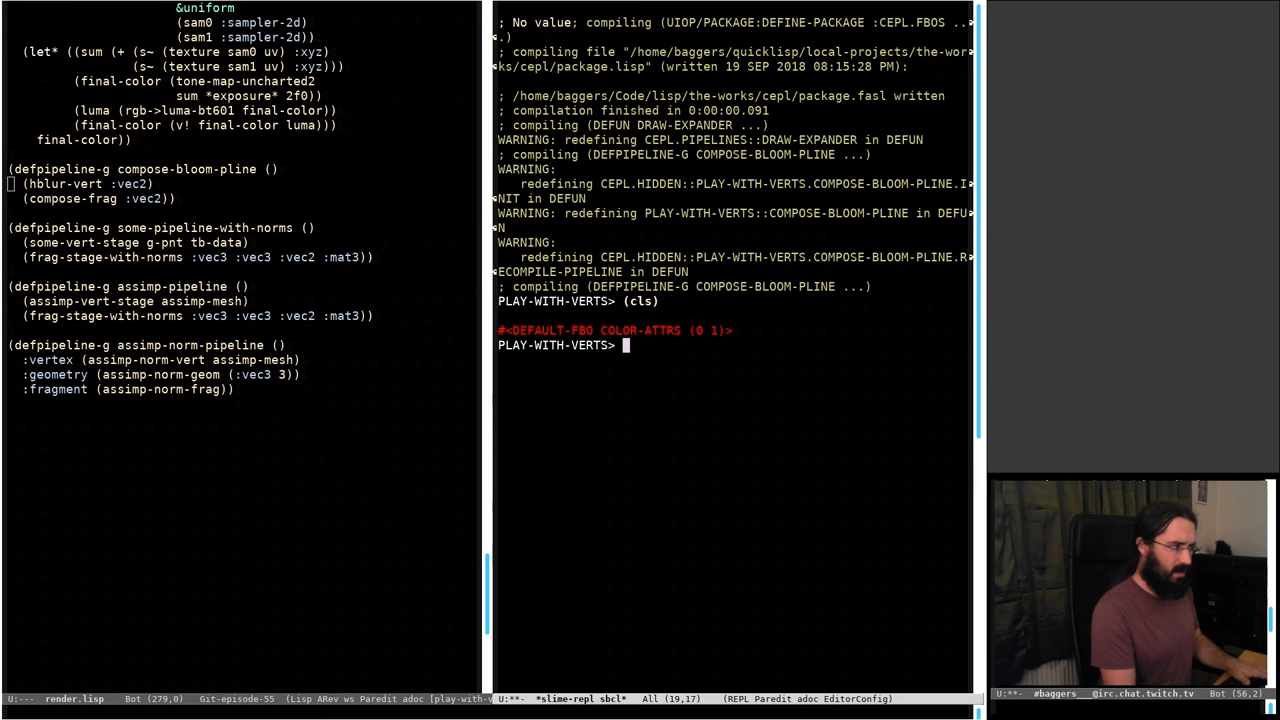 &uniform
(sam0 :sampler-2d)
(sam1 :sampler-2d))
(let* ((sum (+ (s~ (texture sam0 uv) :xyz)
(s~ (texture sam1 uv) :xyz)))
(final-color (tone-map-uncharted2
sum *exposure* 2f0))
(luma (rgb->luma-bt601 final-color))
(final-color (v! final-color luma)))
final-color))
(defpipeline-g compose-bloom-pline ()
(hblur-vert :vec2)
(compose-frag :vec2))
(defpipeline-g some-pipeline-with-norms ()
(some-vert-stage g-pnt tb-data)
(frag-stage-with-norms :vec3 :vec3 :vec2 :mat3))
(defpipeline-g assimp-pipeline ()
(assimp-vert-stage assimp-mesh)
(frag-stage-with-norms :vec3 :vec3 :vec2 :mat3))
(defpipeline-g assimp-norm-pipeline ()
:vertex (assimp-norm-vert assimp-mesh)
:geometry (assimp-norm-geom (:vec3 3))
:fragment (assimp-norm-frag))
U:--- render.lisp Bot (279,0) Git-episode-55 (Lisp ARev ws Paredit adoc [play-with-v
; No value; compiling (UIOP/PACKAGE:DEFINE-PACKAGE :CEPL.FBOS ..
.)
; compiling file "/home/baggers/quicklisp/local-projects/the-wor
ks/cepl/package.lisp" (written 19 SEP 2018 08:15:28 PM):
; /home/baggers/Code/lisp/the-works/cepl/package.fasl written
; compilation finished in 0:00:00.091
; compiling (DEFUN DRAW-EXPANDER ...)
WARNING: redefining CEPL.PIPELINES::DRAW-EXPANDER in DEFUN
; compiling (DEFPIPELINE-G COMPOSE-BLOOM-PLINE ...)
WARNING:
redefining CEPL.HIDDEN::PLAY-WITH-VERTS.COMPOSE-BLOOM-PLINE.I
NIT in DEFUN
WARNING: redefining PLAY-WITH-VERTS::COMPOSE-BLOOM-PLINE in DEFU
N
WARNING:
redefining CEPL.HIDDEN::PLAY-WITH-VERTS.COMPOSE-BLOOM-PLINE.R
ECOMPILE-PIPELINE in DEFUN
; compiling (DEFPIPELINE-G COMPOSE-BLOOM-PLINE ...)
PLAY-WITH-VERTS> (cls)
#<DEFAULT-FBO COLOR-ATTRS (0 1)>
PLAY-WITH-VERTS>
U:**- *slime-repl sbcl* All (19,17) (REPL Paredit adoc EditorConfig)
U:**- #baggers___@irc.chat.twitch.tv Bot (56,2)